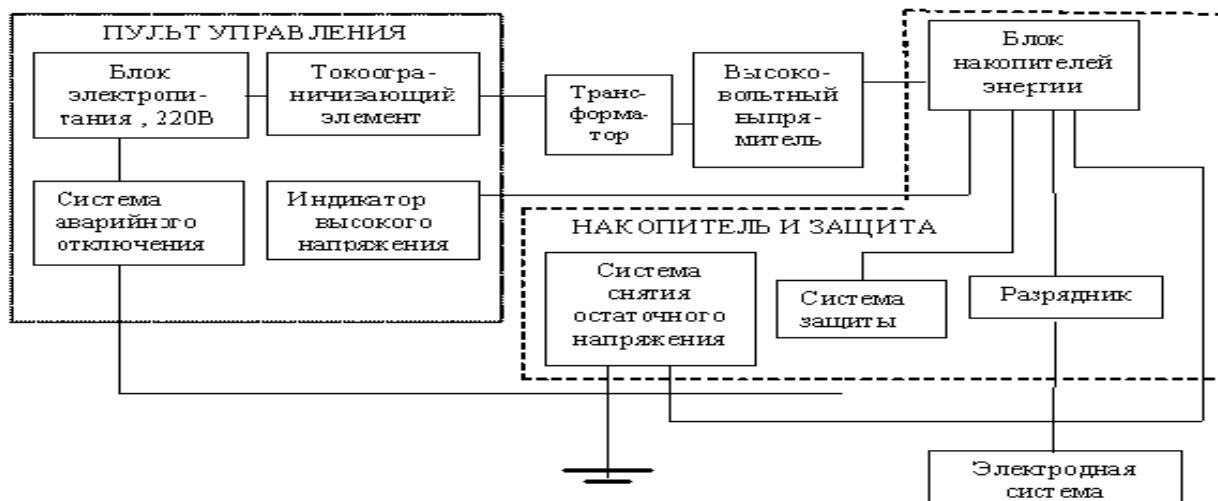 ПУЛЬТ УПРАВЛЕНИЯ
Блок
электропи-
тания , 220В
Токоогра-
ничизающий
элемент
Транс-
форма-
тор
Высоко-
вольтный
выпря-
митель
Блок
накопителей
энергии
Система
аварийного
отключения
Индикатор
высокого
напряжения
НАКОПИТЕЛЬ И ЗАЩИТА
Система
снятия
остаточного
напряжения
Система
защиты
Разрядник
Электродная
система